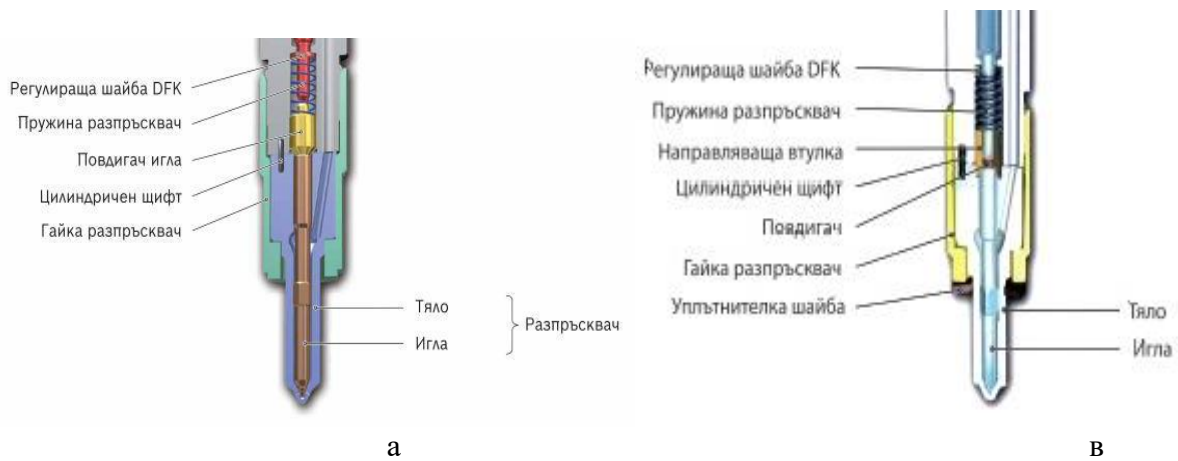 Регулираща шайба DFK
Пружина разпръсквач
Повдигач игла
Цилиндричен щифт
Гайка разпръсквач
Тяло
Игла
Разпръсквач
а
Регулираща шайба DFK
Пружина разпръсквач
Направляваща втулка
Цилиндричен щифт
Повдигач
Гайка разпръсквач
Уплътнителка шайба
Тяло
Игла
в